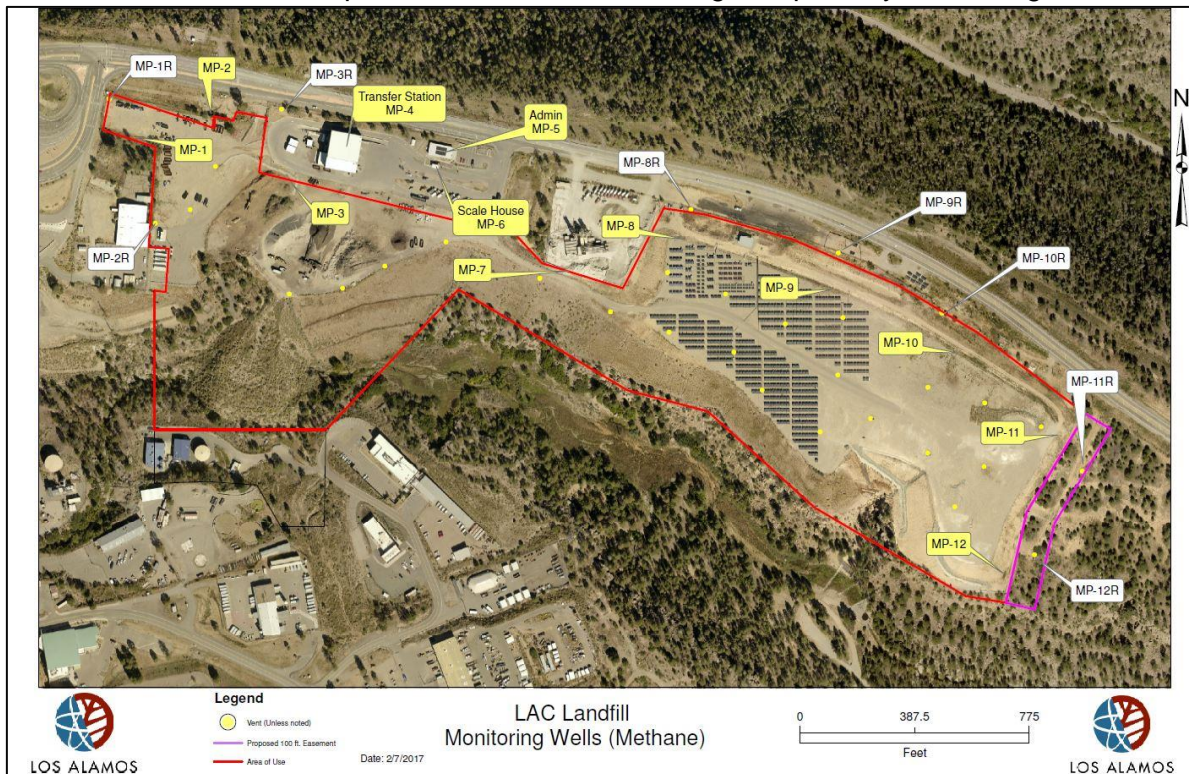 MP-1R
MP-2
MP-3R
Transfer Station
MP-4
Admin
MP-5
N
MP-1
MP-8R
MP-9R
MP-3
Scale House
MP-6
MP-8
MP-10R
MP-2R
MP-7
MP-9
MP-10
MP-11R
MP-11
MP-12
MP-12R
Legend
Vent (Unless noted)
Proposed 100 ft. Easement
Area of Use
Date: 2/7/2017
LAC Landfill
Monitoring Wells (Methane)
0 387.5 775
Feet
LOS ALAMOS
LOS ALAMOS